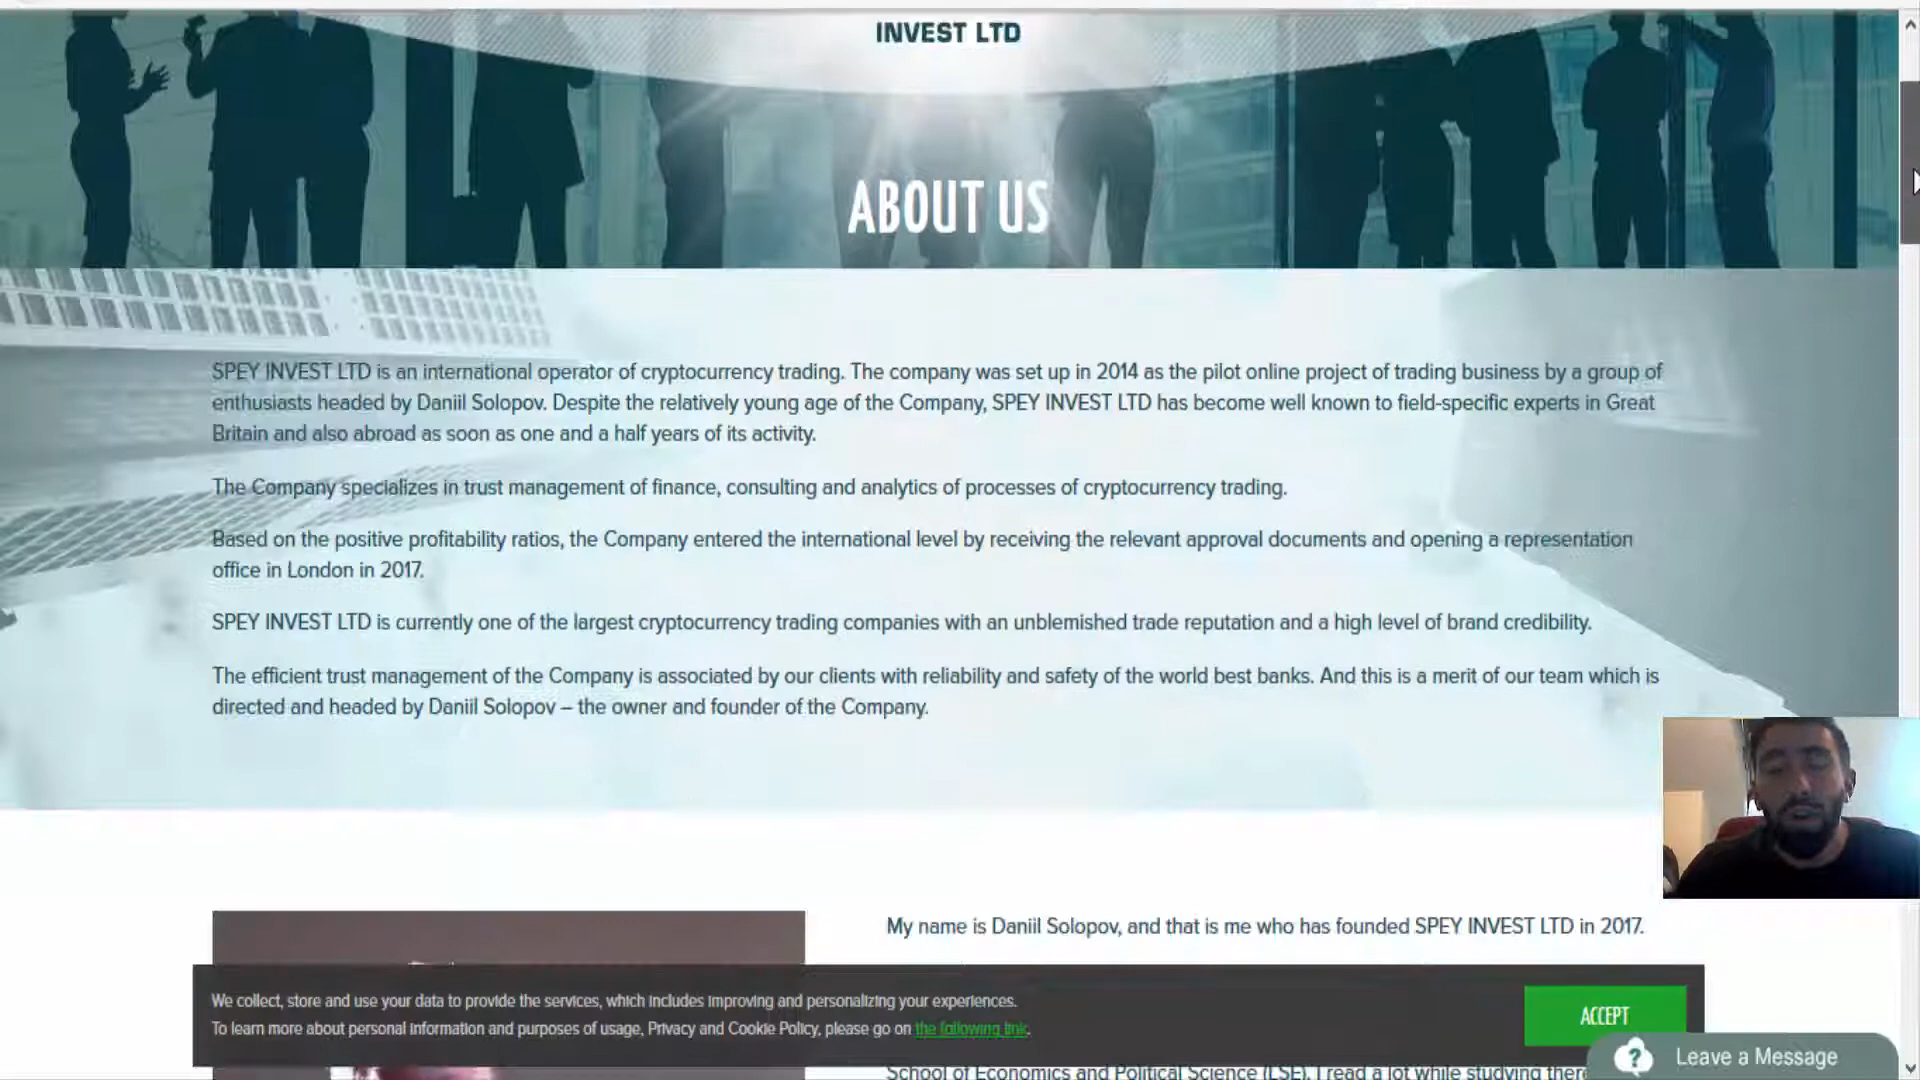 INVEST LTD
ABOUT US
SPEY INVEST LTD is an international operator of cryptocurrency trading. The company was set up in 2014 as the pilot online project of trading business by a group of
enthusiasts headed by Daniil Solopov. Despite the relatively young age of the Company, SPEY INVEST LTD has become well known to field-specific experts in Great
Britain and also abroad as soon as one and a half years of its activity.
The Company specializes in trust management of finance, consulting and analytics of processes of cryptocurrency trading.
Based on the positive profitability ratios, the Company entered the international level by receiving the relevant approval documents and opening a representation
office in London in 2017.
SPEY INVEST LTD is currently one of the largest cryptocurrency trading companies with an unblemished trade reputation and a high level of brand credibility.
The efficient trust management of the Company is associated by our clients with reliability and safety of the world best banks. And this is a merit of our team which is
directed and headed by Daniil Solopov – the owner and founder of the Company.
My name is Daniil Solopov, and that is me who has founded SPEY INVEST LTD in 2017.
We collect, store and use your data to provide the services, which includes improving and personalizing your experiences.
To learn more about personal information and purposes of usage, Privacy and Cookie Policy, please go on the following link.
ACCEPT
Leave a Message
School of Economics and Political Science (LSE). I read a lot while studying there